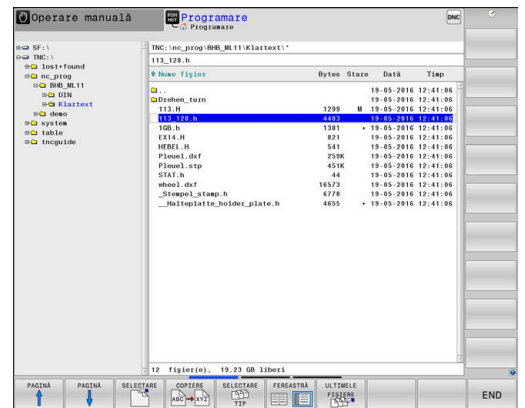 Operare manuală
Programare
Programare
DNC
SF:\
TNC:\
lost+found
nc_prog
BHB_ML11
DIN
Klartext
demo
system
table
tncguide
TNC:\nc_prog\BHB_ML11\Klartext\*
113_128.h
Nume fişier Bytes Stare Dată Timp
.. 19-05-2016 12:41:06
Drehen_turn 19-05-2016 12:41:06
113.H 1299 M 19-05-2016 12:41:06
113_128.h 4483 19-05-2016 12:41:06
1GB.h 1381 + 19-05-2016 12:41:06
EX14.H 821 19-05-2016 12:41:06
HEBEL.H 541 19-05-2016 12:41:06
Pleuel.dxf 259K 19-05-2016 12:41:06
Pleuel.stp 451K 19-05-2016 12:41:06
STAT.h 44 19-05-2016 12:41:06
wheel.dxf 16573 19-05-2016 12:41:06
_Stempel_stamp.h 6778 19-05-2016 12:41:06
__Halteplatte_holder_plate.h 4655 + 19-05-2016 12:41:06
12 fişier(e), 19.23 GB liberi
PAGINĂ
PAGINĂ
SELECTARE
COPIERE
ABC XYZ
SELECTARE
TIP
FEREASTRĂ
ULTIMELE
FIŞIERE
END